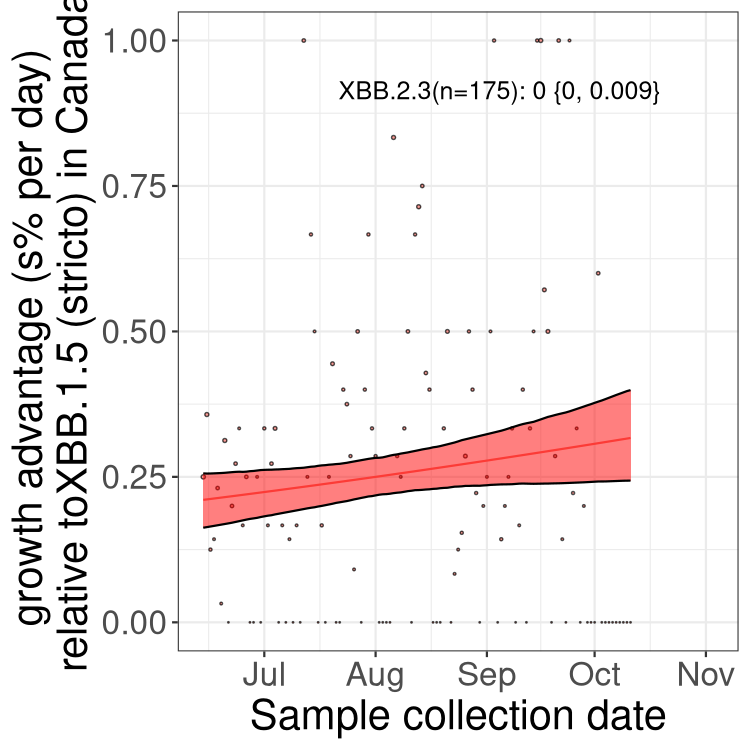 growth advantage (s% per day)
relative toXBB.1.5 (stricto) in Canada
1.00
0.75
0.50
0.25
0.00
XBB.2.3(n=175): 0 {0, 0.009}
Jul Aug Sep Oct Nov
Sample collection date